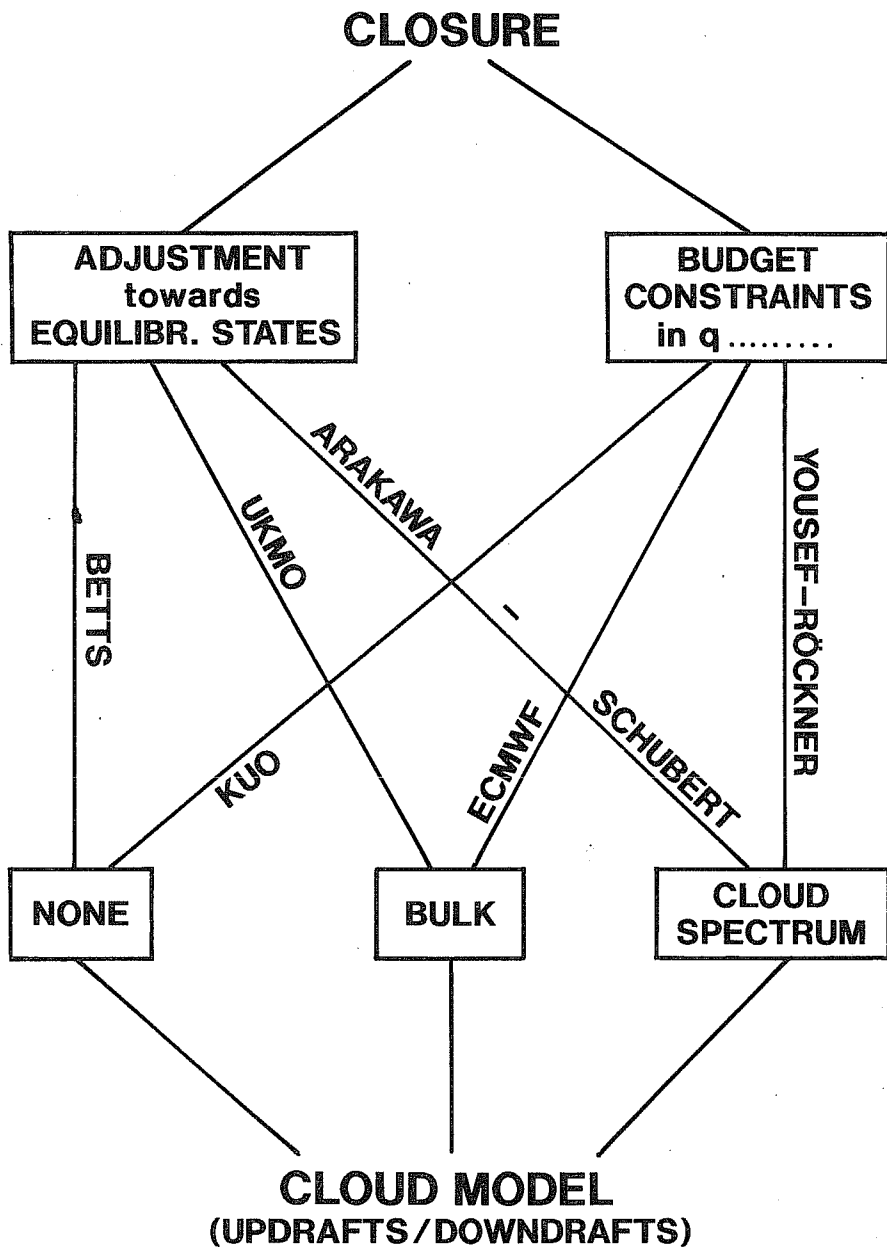 CLOSURE
ADJUSTMENT
towards
EQUILIBR. STATES
BUDGET
CONSTRAINTS
in q .........
BETTS
UKMO
ARAKAWA - SCHUBERT
KUO
ECMWF
YOUSEF-RÖCKNER
NONE
BULK
CLOUD
SPECTRUM
CLOUD MODEL
(UPDRAFTS/DOWNDRAFTS)